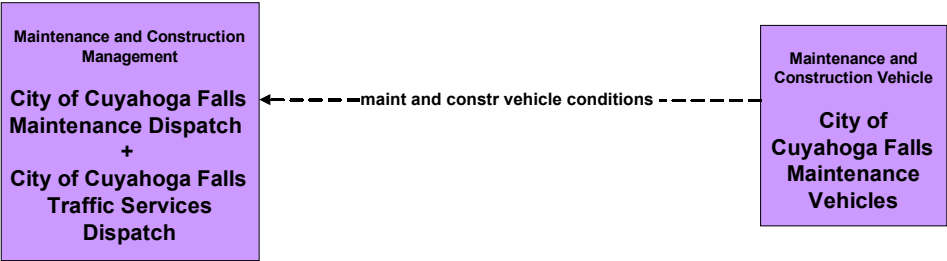 Maintenance and Construction
Management
City of Cuyahoga Falls
Maintenance Dispatch
+
City of Cuyahoga Falls
Traffic Services
Dispatch
maint and constr vehicle conditions
Maintenance and
Construction Vehicle
City of
Cuyahoga Falls
Maintenance
Vehicles